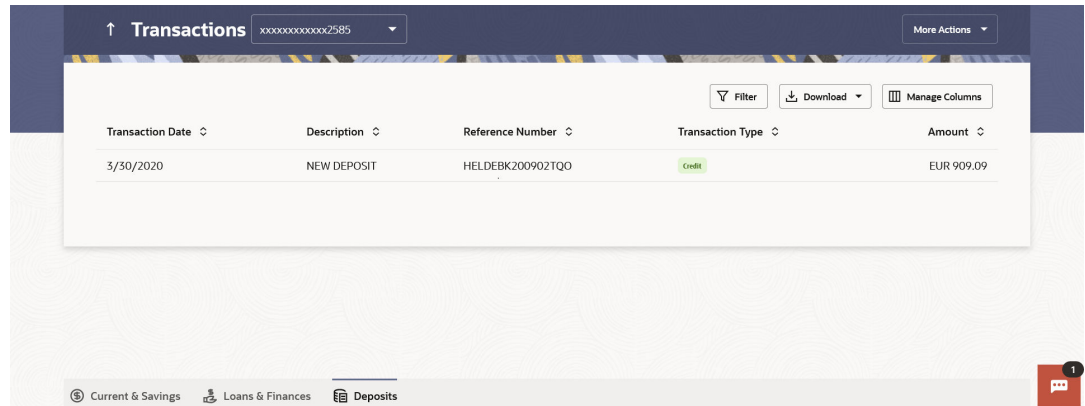 Transactions xxxxxxxxxxxx2585 More Actions
Filter Download Manage Columns
Transaction Date Description Reference Number Transaction Type Amount
3/30/2020 NEW DEPOSIT HELDEBK200902TQO Credit EUR 909.09
1
Current & Savings Loans & Finances Deposits